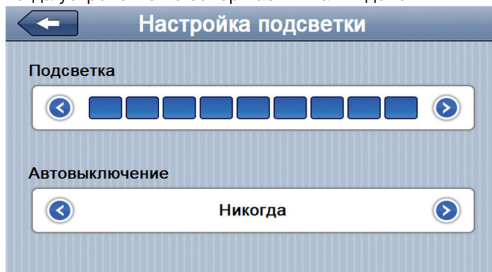 Настройка подсветки
Подсветка
Автовыключение
Никогда